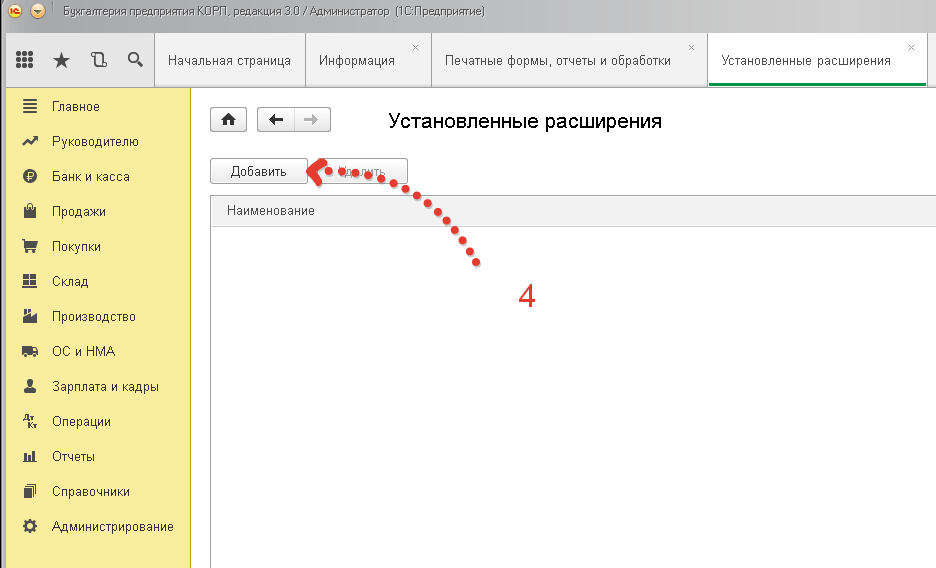 Бухгалтерия предприятия КОРП, редакция 3.0 / Администратор (1С:Предприятие)
Начальная страница
Информация
Печатные формы, отчеты и обработки
Установленные расширения
Главное
Руководителю
Банк и касса
Продажи
Покупки
Склад
Производство
ОС и НМА
Зарплата и кадры
Дт Кт Операции
Отчеты
Справочники
Администрирование
Установленные расширения
Добавить
Удалить
Наименование
4